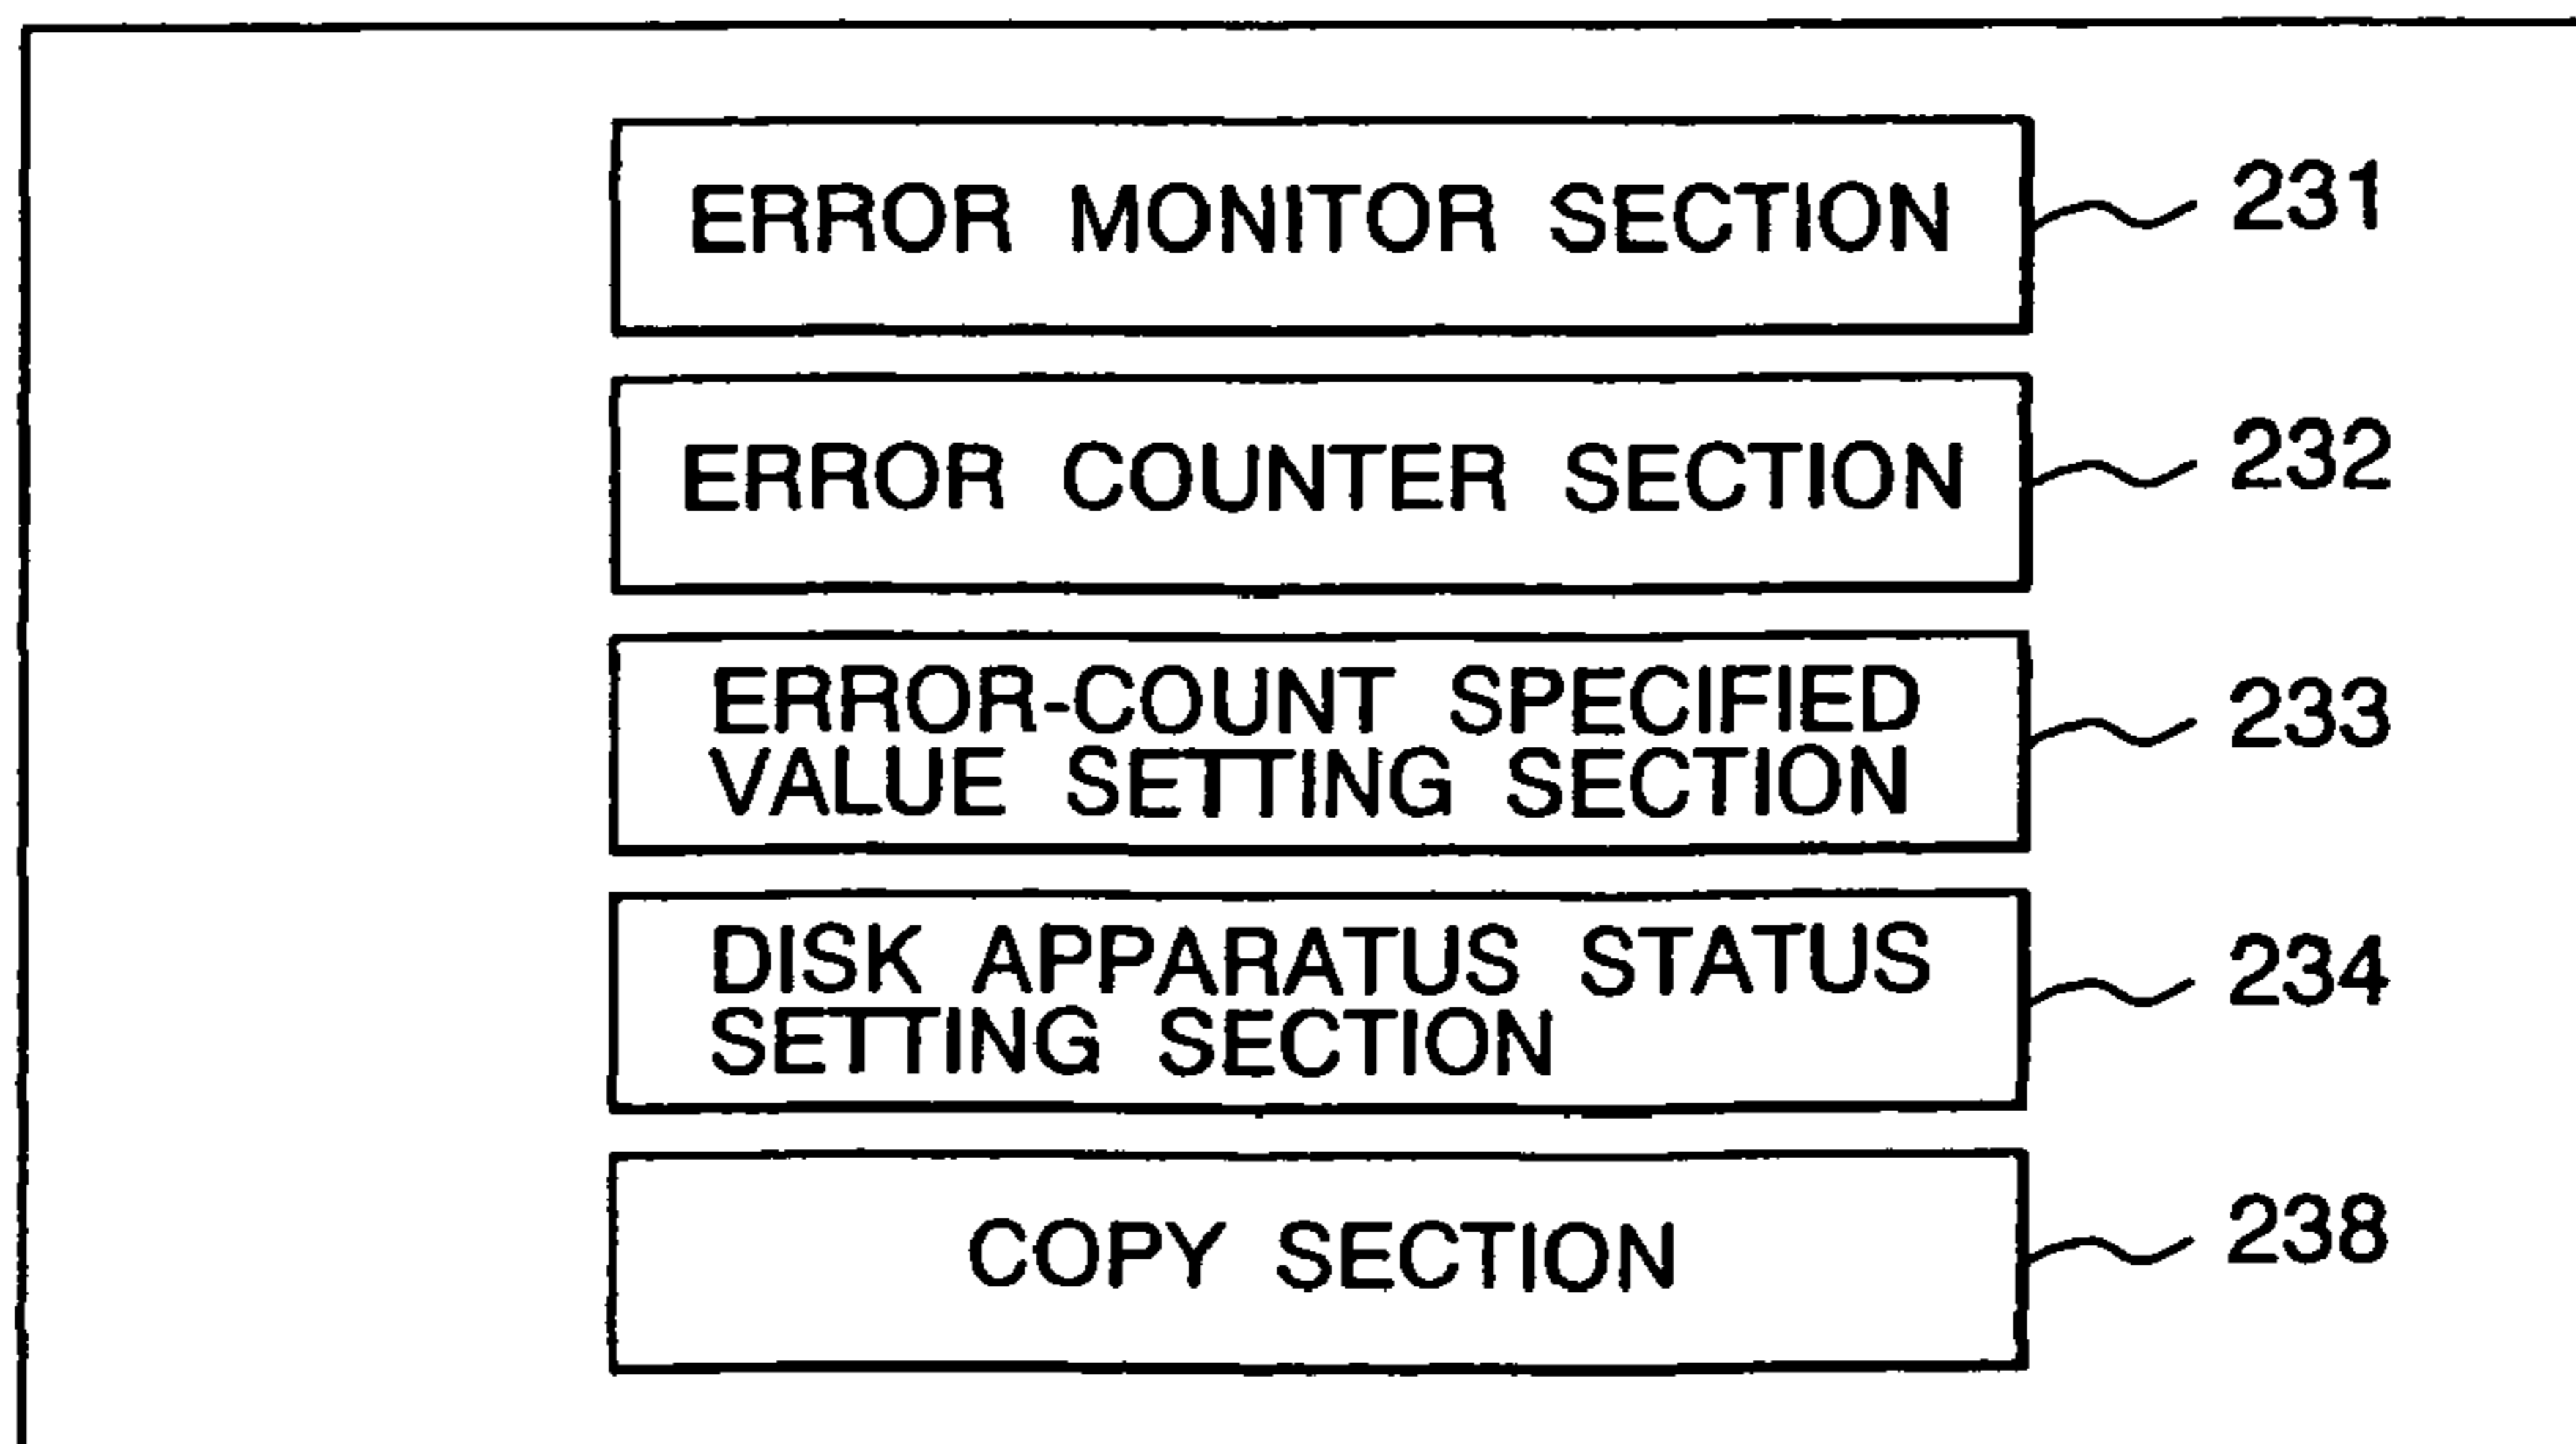 ERROR MONITOR SECTION 231
ERROR COUNTER SECTION 232
ERROR-COUNT SPECIFIED
VALUE SETTING SECTION 233
DISK APPARATUS STATUS
SETTING SECTION 234
COPY SECTION 238